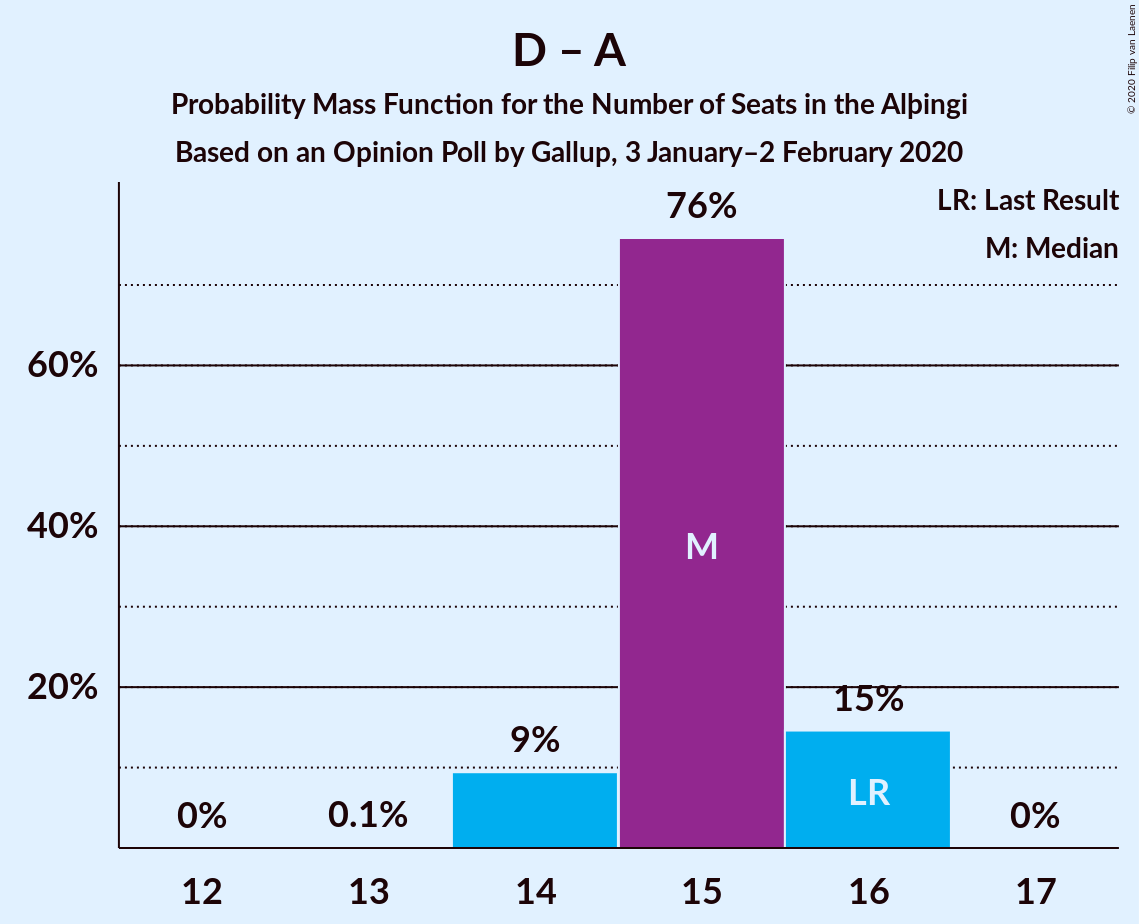 D – A
Probability Mass Function for the Number of Seats in the Alþingi
Based on an Opinion Poll by Gallup, 3 January–2 February 2020
© 2020 Filip van Laenen
LR: Last Result
M: Median
76%
60%
40%
M
20%
15%
9%
LR
0%
0.1%
0%
12
13
14
15
16
17